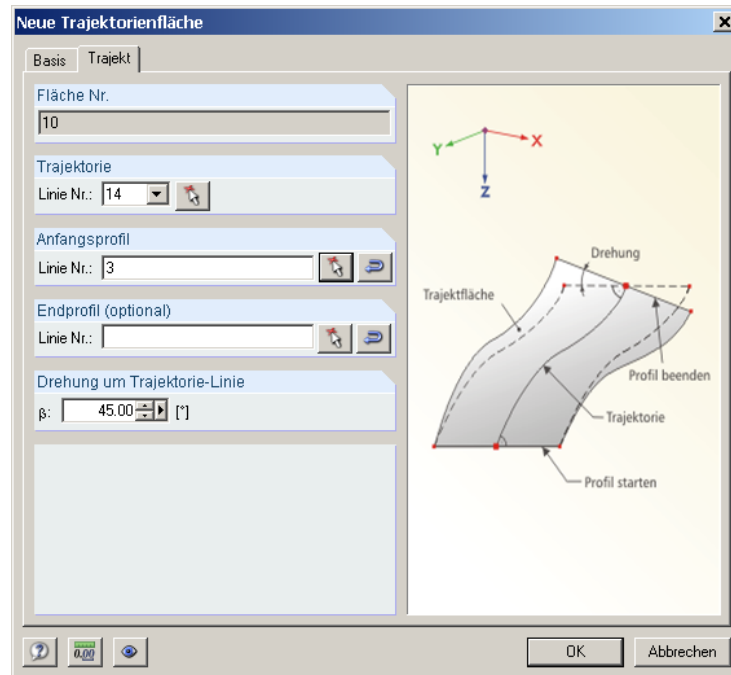 Neue Trajektorienfläche
Basis
Trajekt
Fläche Nr.
10
Trajektorie
Linie Nr.: 14
Anfangsprofil
Linie Nr.: 3
Endprofil (optional)
Linie Nr.:
Drehung um Trajektorie-Linie
β: 45.00 [°]
Y
X
Z
Drehung
Trajektfläche
Profil beenden
Trajektorie
Profil starten
0.00
OK
Abbrechen